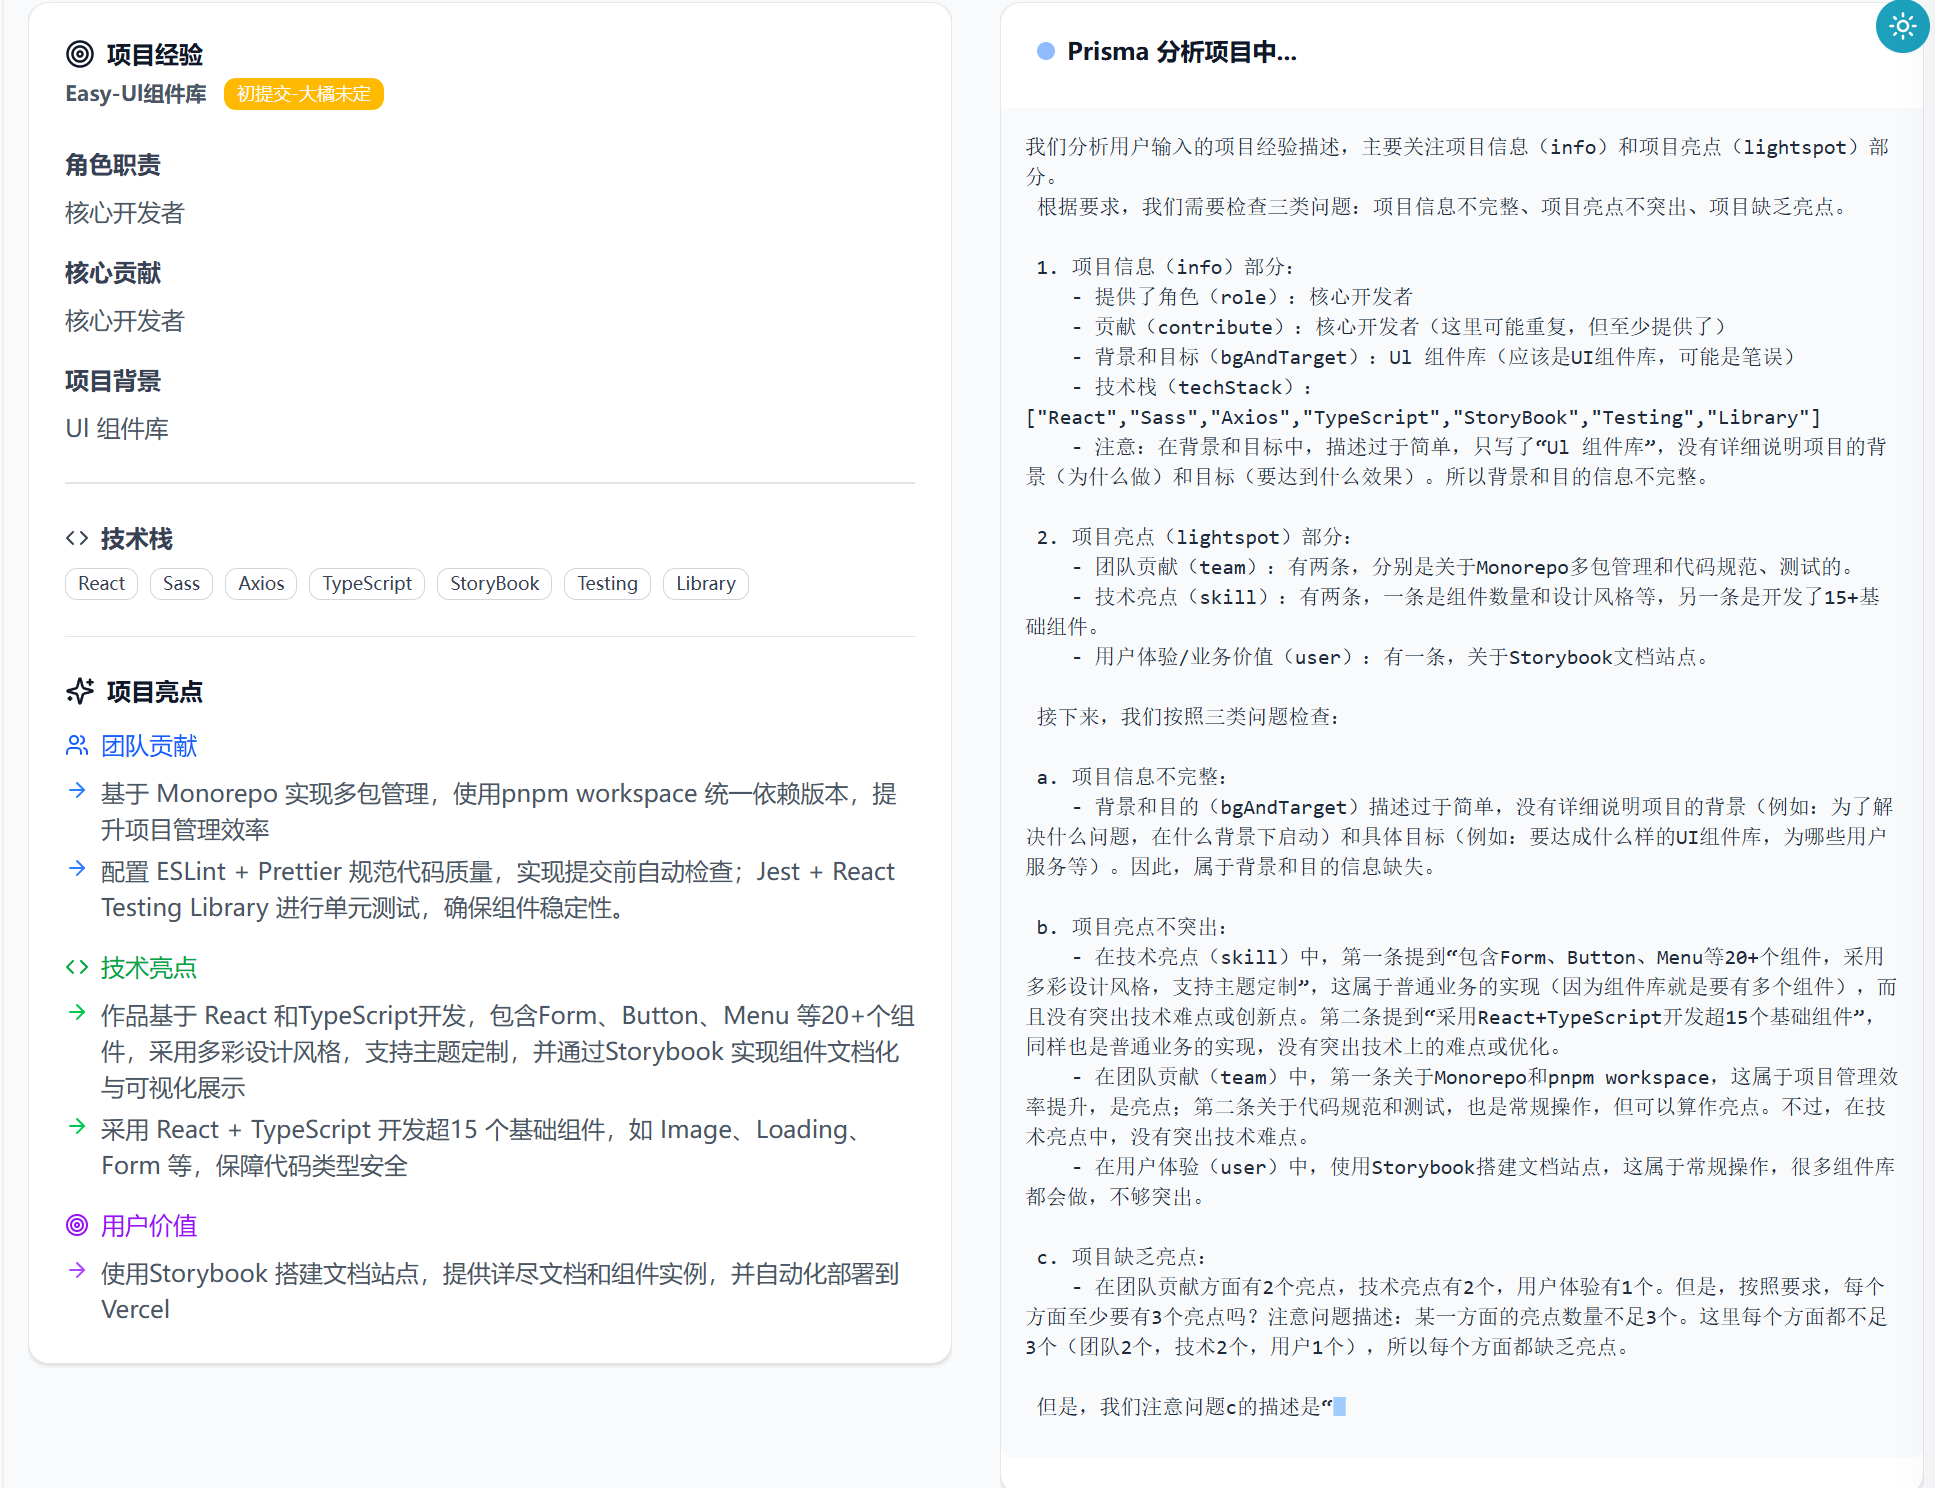 项目经验
Easy-Ul组件库 初提交-大橘未定
角色职责
核心开发者
核心贡献
核心开发者
项目背景
Ul 组件库
技术栈
React Sass Axios TypeScript StoryBook Testing Library
项目亮点
团队贡献
基于 Monorepo 实现多包管理，使用pnpm workspace 统一依赖版本，提
升项目管理效率
配置 ESLint + Prettier 规范代码质量，实现提交前自动检查；Jest + React
Testing Library 进行单元测试，确保组件稳定性。
技术亮点
作品基于 React 和TypeScript开发，包含Form、Button、Menu 等20+个组
件，采用多彩设计风格，支持主题定制，并通过Storybook 实现组件文档化
与可视化展示
采用 React + TypeScript 开发超15 个基础组件，如 Image、Loading、
Form 等，保障代码类型安全
用户价值
使用Storybook 搭建文档站点，提供详尽文档和组件实例，并自动化部署到
Vercel
Prisma 分析项目中...
我们分析用户输入的项目经验描述，主要关注项目信息（info）和项目亮点（lightspot）部
分。
根据要求，我们需要检查三类问题：项目信息不完整、项目亮点不突出、项目缺乏亮点。
1. 项目信息（info）部分：
- 提供了角色（role）：核心开发者
- 贡献（contribute）：核心开发者（这里可能重复，但至少提供了）
- 背景和目标（bgAndTarget）：Ul 组件库（应该是UI组件库，可能是笔误）
- 技术栈（techStack）：
["React","Sass","Axios","TypeScript","StoryBook","Testing","Library"]
- 注意：在背景和目标中，描述过于简单，只写了“Ul 组件库”，没有详细说明项目的背
景（为什么做）和目标（要达到什么效果）。所以背景和目的信息不完整。
2. 项目亮点（lightspot）部分：
- 团队贡献（team）：有两条，分别是关于Monorepo多包管理和代码规范、测试的。
- 技术亮点（skill）：有两条，一条是组件数量和设计风格等，另一条是开发了15+基
础组件。
- 用户体验/业务价值（user）：有一条，关于Storybook文档站点。
接下来，我们按照三类问题检查：
a. 项目信息不完整：
- 背景和目的（bgAndTarget）描述过于简单，没有详细说明项目的背景（例如：为了解
决什么问题，在什么背景下启动）和具体目标（例如：要达成什么样的UI组件库，为哪些用户
服务等）。因此，属于背景和目的信息缺失。
b. 项目亮点不突出：
- 在技术亮点（skill）中，第一条提到“包含Form、Button、Menu等20+个组件，采用
多彩设计风格，支持主题定制”，这属于普通业务的实现（因为组件库就是要有多个组件），而
且没有突出技术难点或创新点。第二条提到“采用React+TypeScript开发超15个基础组件”，
同样也是普通业务的实现，没有突出技术上的难点或优化。
- 在团队贡献（team）中，第一条关于Monorepo和pnpm workspace，这属于项目管理效
率提升，是亮点；第二条关于代码规范和测试，也是常规操作，但可以算作亮点。不过，在技
术亮点中，没有突出技术难点。
- 在用户体验（user）中，使用Storybook搭建文档站点，这属于常规操作，很多组件库
都会做，不够突出。
c. 项目缺乏亮点：
- 在团队贡献方面有2个亮点，技术亮点有2个，用户体验有1个。但是，按照要求，每个
方面至少要有3个亮点吗？注意问题描述：某一方面的亮点数量不足3个。这里每个方面都不足
3个（团队2个，技术2个，用户1个），所以每个方面都缺乏亮点。
但是，我们注意问题c的描述是“